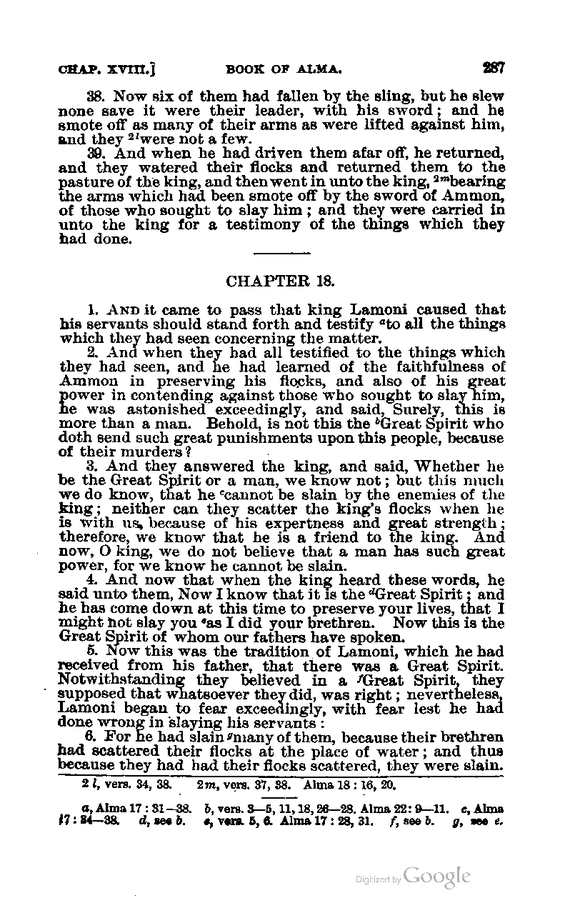 CHAP. XVIII.] BOOK OF ALMA. 287
38. Now six of them had fallen by the sling, but he slew
none save it were their leader, with his sword; and he
smote off as many of their arms as were lifted against him,
and they ²ˡwere not a few.
39. And when he had driven them afar off, he returned,
and they watered their flocks and returned them to the
pasture of the king, and then went in unto the king, ²ᵐbearing
the arms which had been smote off by the sword of Ammon,
of those who sought to slay him; and they were carried in
unto the king for a testimony of the things which they
had done.
CHAPTER 18.
1. AND it came to pass that king Lamoni caused that
his servants should stand forth and testify ᵃto all the things
which they had seen concerning the matter.
2. And when they had all testified to the things which
they had seen, and he had learned of the faithfulness of
Ammon in preserving his flocks, and also of his great
power in contending against those who sought to slay him,
he was astonished exceedingly, and said, Surely, this is
more than a man. Behold, is not this the ᵇGreat Spirit who
doth send such great punishments upon this people, because
of their murders?
3. And they answered the king, and said, Whether he
be the Great Spirit or a man, we know not; but this much
we do know, that he ᶜcannot be slain by the enemies of the
king; neither can they scatter the king's flocks when he
is with us, because of his expertness and great strength;
therefore, we know that he is a friend to the king. And
now, O king, we do not believe that a man has such great
power, for we know he cannot be slain.
4. And now that when the king heard these words, he
said unto them, Now I know that it is the ᵈGreat Spirit; and
he has come down at this time to preserve your lives, that I
might not slay you ᵉas I did your brethren. Now this is the
Great Spirit of whom our fathers have spoken.
5. Now this was the tradition of Lamoni, which he had
received from his father, that there was a Great Spirit.
Notwithstanding they believed in a ᶠGreat Spirit, they
supposed that whatsoever they did, was right; nevertheless,
Lamoni began to fear exceedingly, with fear lest he had
done wrong in slaying his servants:
6. For he had slain ᵍmany of them, because their brethren
had scattered their flocks at the place of water; and thus
because they had had their flocks scattered, they were slain.
2 l, vers. 34, 38. 2m, vers. 37, 38. Alma 18: 16, 20.
a, Alma 17: 31—38. b, vers. 3—5, 11, 18, 26—28. Alma 22: 9—11. c, Alma
17: 34—38. d, see b. e, vers. 5, 6. Alma 17: 28, 31. f, see b. g, see e.
Digitized by Google